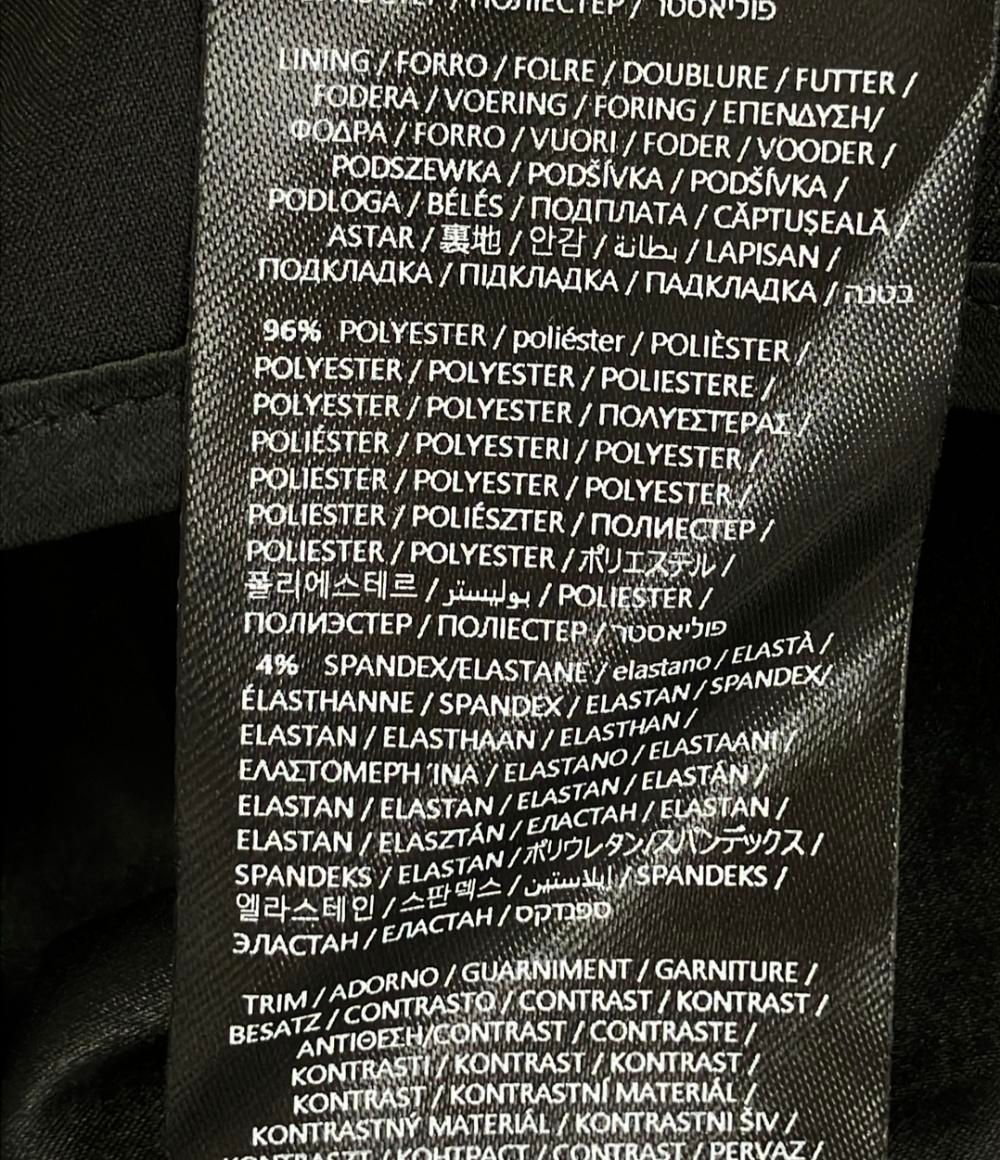 / ПОЛІЕСТЕР / פוליאסטר
LINING / FORRO / FOLRE / DOUBLURE / FUTTER /
FODERA / VOERING / FORING / ΕΠΕΝΔΥΣΗ/
ΦΟΔΡΑ / FORRO / VUORI / FODER / VOODER /
PODSZEWKA / PODŠÍVKA / PODŠÍVKA /
PODLOGA / BÉLÉS / ПОДПЛАТА / CĂPTUŞEALĂ /
ASTAR / 裏地 / 안감 / بطانة / LAPISAN /
ПОДКЛАДКА / ПІДКЛАДКА / ПАДКЛАДКА / בטנה
96% POLYESTER / poliéster / POLIÈSTER /
POLYESTER / POLYESTER / POLIESTERE /
POLYESTER / POLYESTER / ΠΟΛΥΕΣΤΕΡΑΣ /
POLIÉSTER / POLYESTERI / POLYESTER /
POLIESTER / POLYESTER / POLYESTER /
POLIESTER / POLIÉSZTER / ПОЛИЕСТЕР /
POLIESTER / POLYESTER / ポリエステル /
폴리에스테르 / بوليستر / POLIESTER /
ПОЛИЭСТЕР / ПОЛІЕСТЕР / פוליאסטר
4% SPANDEX/ELASTANE / elastano / ELASTÀ /
ÉLASTHANNE / SPANDEX / ELASTAN / SPANDEX/
ELASTAN / ELASTHAAN / ELASTHAN /
ΕΛΑΣΤΟΜΕΡΗ ΊΝΑ / ELASTANO / ELASTAANI /
ELASTAN / ELASTAN / ELASTAN / ELASTÁN /
ELASTAN / ELASZTÁN / ЕЛАСТАН / ELASTAN /
SPANDEKS / ELASTAN / ポリウレタン/スパンデックス /
엘라스테인 / 스판덱스 / إيلاستين / SPANDEKS /
ЭЛАСТАН / ЕЛАСТАН / ספנדקס
TRIM / ADORNO / GUARNIMENT / GARNITURE /
BESATZ / CONTRASTO / CONTRAST / KONTRAST /
ΑΝΤΙΘΕΣΗ/CONTRAST / CONTRASTE /
KONTRASTI / KONTRAST / KONTRAST /
KONTRAST / KONTRASTNÍ MATERIÁL /
KONTRASTNÝ MATERIÁL / KONTRASTNI ŠIV /
KONTRASZT / КОНТРАСТ / CONTRAST / PERVAZ /